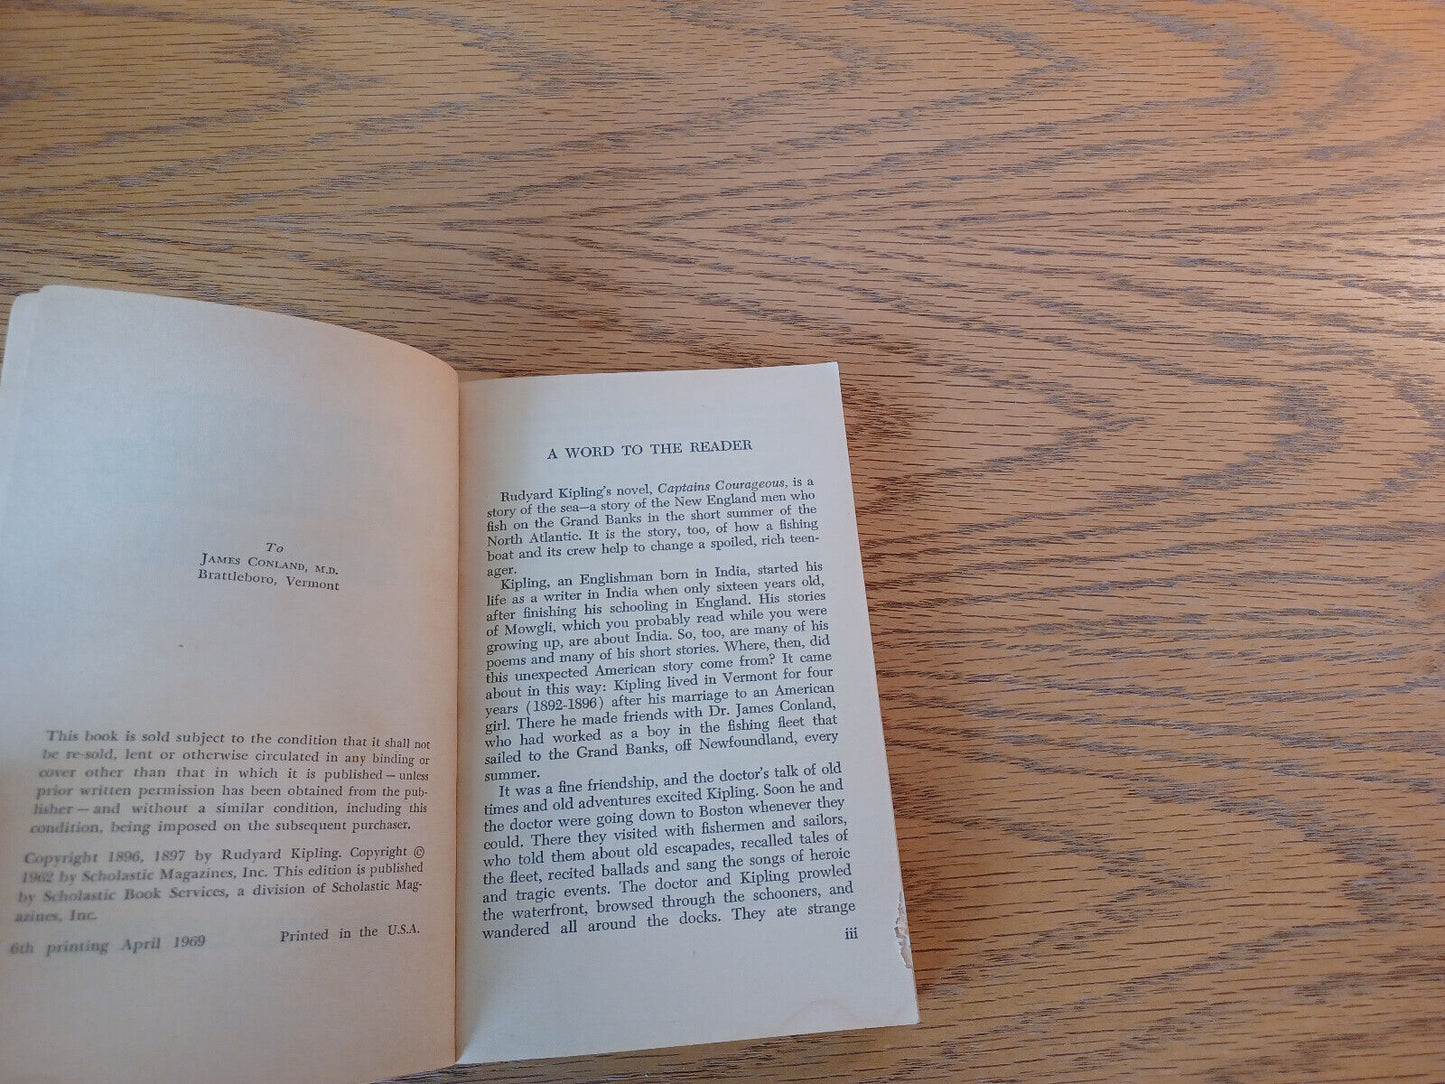 To
JAMES CONLAND, M.D.
Brattleboro, Vermont
This book is sold subject to the condition that it shall not
be re-sold, lent or otherwise circulated in any binding or
cover other than that in which it is published—unless
prior written permission has been obtained from the pub-
lisher—and without a similar condition, including this
condition, being imposed on the subsequent purchaser.
Copyright 1896, 1897 by Rudyard Kipling. Copyright ©
1962 by Scholastic Magazines, Inc. This edition is published
by Scholastic Book Services, a division of Scholastic Mag-
azines, Inc.
6th printing April 1969 Printed in the U.S.A.
A WORD TO THE READER
Rudyard Kipling's novel, Captains Courageous, is a
story of the sea—a story of the New England men who
fish on the Grand Banks in the short summer of the
North Atlantic. It is the story, too, of how a fishing
boat and its crew help to change a spoiled, rich teen-
ager.
Kipling, an Englishman born in India, started his
life as a writer in India when only sixteen years old,
after finishing his schooling in England. His stories
of Mowgli, which you probably read while you were
growing up, are about India. So, too, are many of his
poems and many of his short stories. Where, then, did
this unexpected American story come from? It came
about in this way: Kipling lived in Vermont for four
years (1892-1896) after his marriage to an American
girl. There he made friends with Dr. James Conland,
who had worked as a boy in the fishing fleet that
sailed to the Grand Banks, off Newfoundland, every
summer.
It was a fine friendship, and the doctor's talk of old
times and old adventures excited Kipling. Soon he and
the doctor were going down to Boston whenever they
could. There they visited with fishermen and sailors,
who told them about old escapades, recalled tales of
the fleet, recited ballads and sang the songs of heroic
and tragic events. The doctor and Kipling prowled
the waterfront, browsed through the schooners, and
wandered all around the docks. They ate strange
iii